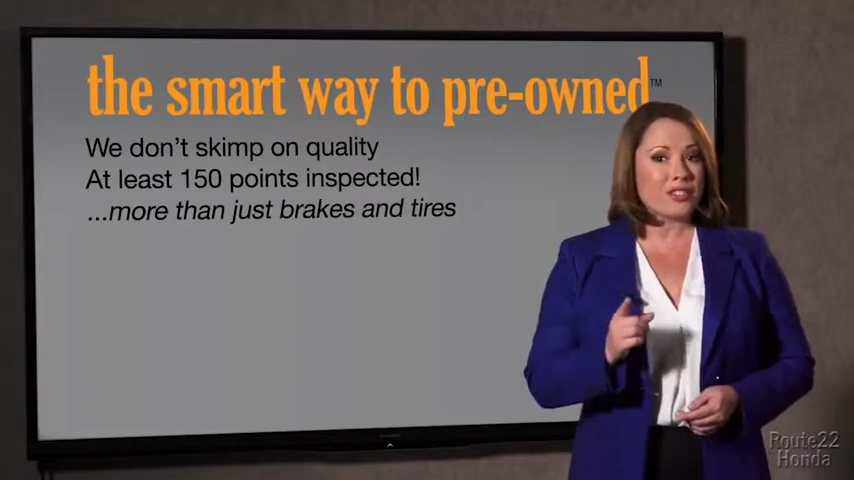 the smart way to pre-owned™
We don't skimp on quality
At least 150 points inspected!
...more than just brakes and tires
Route22
Honda